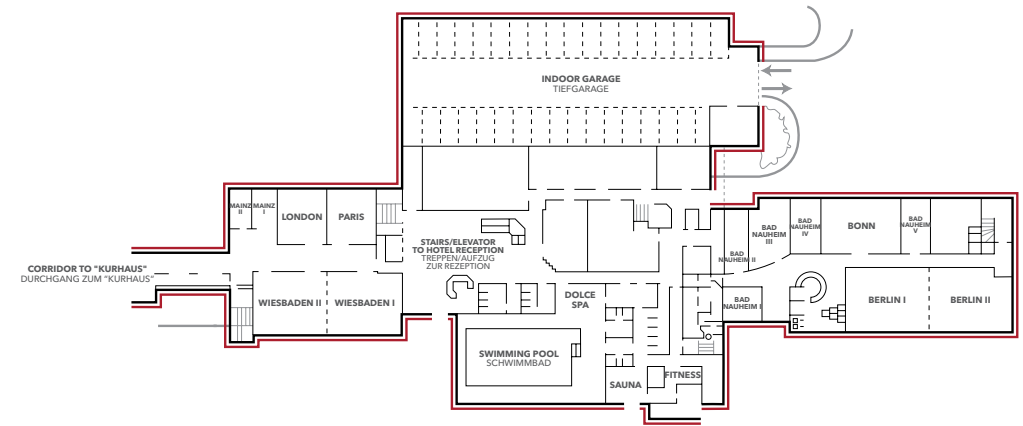 INDOOR GARAGE
TIEFGARAGE
MAINZ
II
MAINZ
I
LONDON
PARIS
STAIRS/ELEVATOR
TO HOTEL RECEPTION
TREPPEN/AUFZUG
ZUR REZEPTION
BAD
NAUHEIM II
BAD
NAUHEIM
III
BAD
NAUHEIM
IV
BONN
BAD
NAUHEIM
V
CORRIDOR TO "KURHAUS"
DURCHGANG ZUM "KURHAUS"
WIESBADEN II
WIESBADEN I
DOLCE
SPA
BAD
NAUHEIM I
BERLIN I
BERLIN II
SWIMMING POOL
SCHWIMMBAD
SAUNA
FITNESS